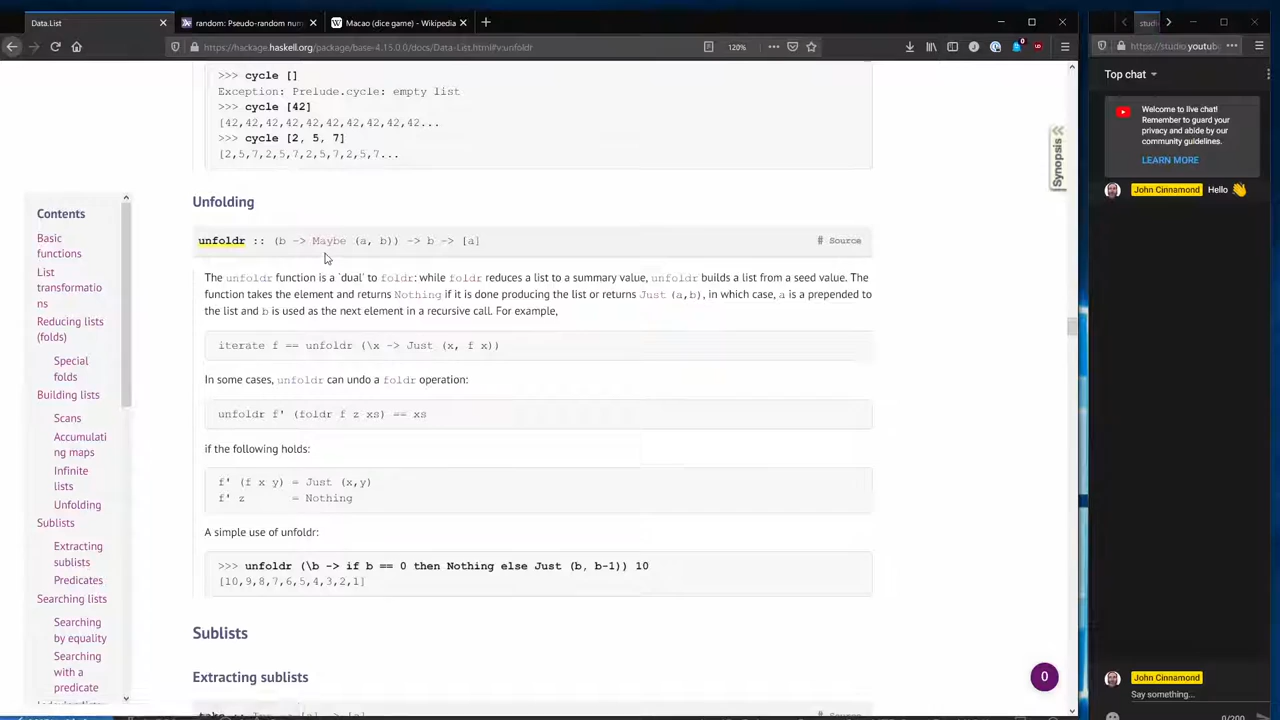 Data.List
random: Pseudo-random num
Macao (dice game) - Wikipedia
https://hackage.haskell.org/package/base-4.15.0.0/docs/Data-List.html#v:unfoldr
120%
>>> cycle []
Exception: Prelude.cycle: empty list
>>> cycle [42]
[42,42,42,42,42,42,42,42,42,42...
>>> cycle [2, 5, 7]
[2,5,7,2,5,7,2,5,7,2,5,7...
Synopsis
Unfolding
unfoldr :: (b -> Maybe (a, b)) -> b -> [a]
# Source
The unfoldr function is a `dual' to foldr: while foldr reduces a list to a summary value, unfoldr builds a list from a seed value. The
function takes the element and returns Nothing if it is done producing the list or returns Just (a,b), in which case, a is a prepended to
the list and b is used as the next element in a recursive call. For example,
iterate f == unfoldr (\x -> Just (x, f x))
In some cases, unfoldr can undo a foldr operation:
unfoldr f' (foldr f z xs) == xs
if the following holds:
f' (f x y) = Just (x,y)
f' z = Nothing
A simple use of unfoldr:
>>> unfoldr (\b -> if b == 0 then Nothing else Just (b, b-1)) 10
[10,9,8,7,6,5,4,3,2,1]
Sublists
Extracting sublists
take :: Int -> [a] -> [a]
# Source
0
Contents
Basic
functions
List
transformatio
ns
Reducing lists
(folds)
Special
folds
Building lists
Scans
Accumulati
ng maps
Infinite
lists
Unfolding
Sublists
Extracting
sublists
Predicates
Searching lists
Searching
by equality
Searching
with a
predicate
studi
https://studio.youtub
Top chat
Welcome to live chat!
Remember to guard your
privacy and abide by our
community guidelines.
LEARN MORE
John Cinnamond Hello 👋
John Cinnamond
Say something...
0/200